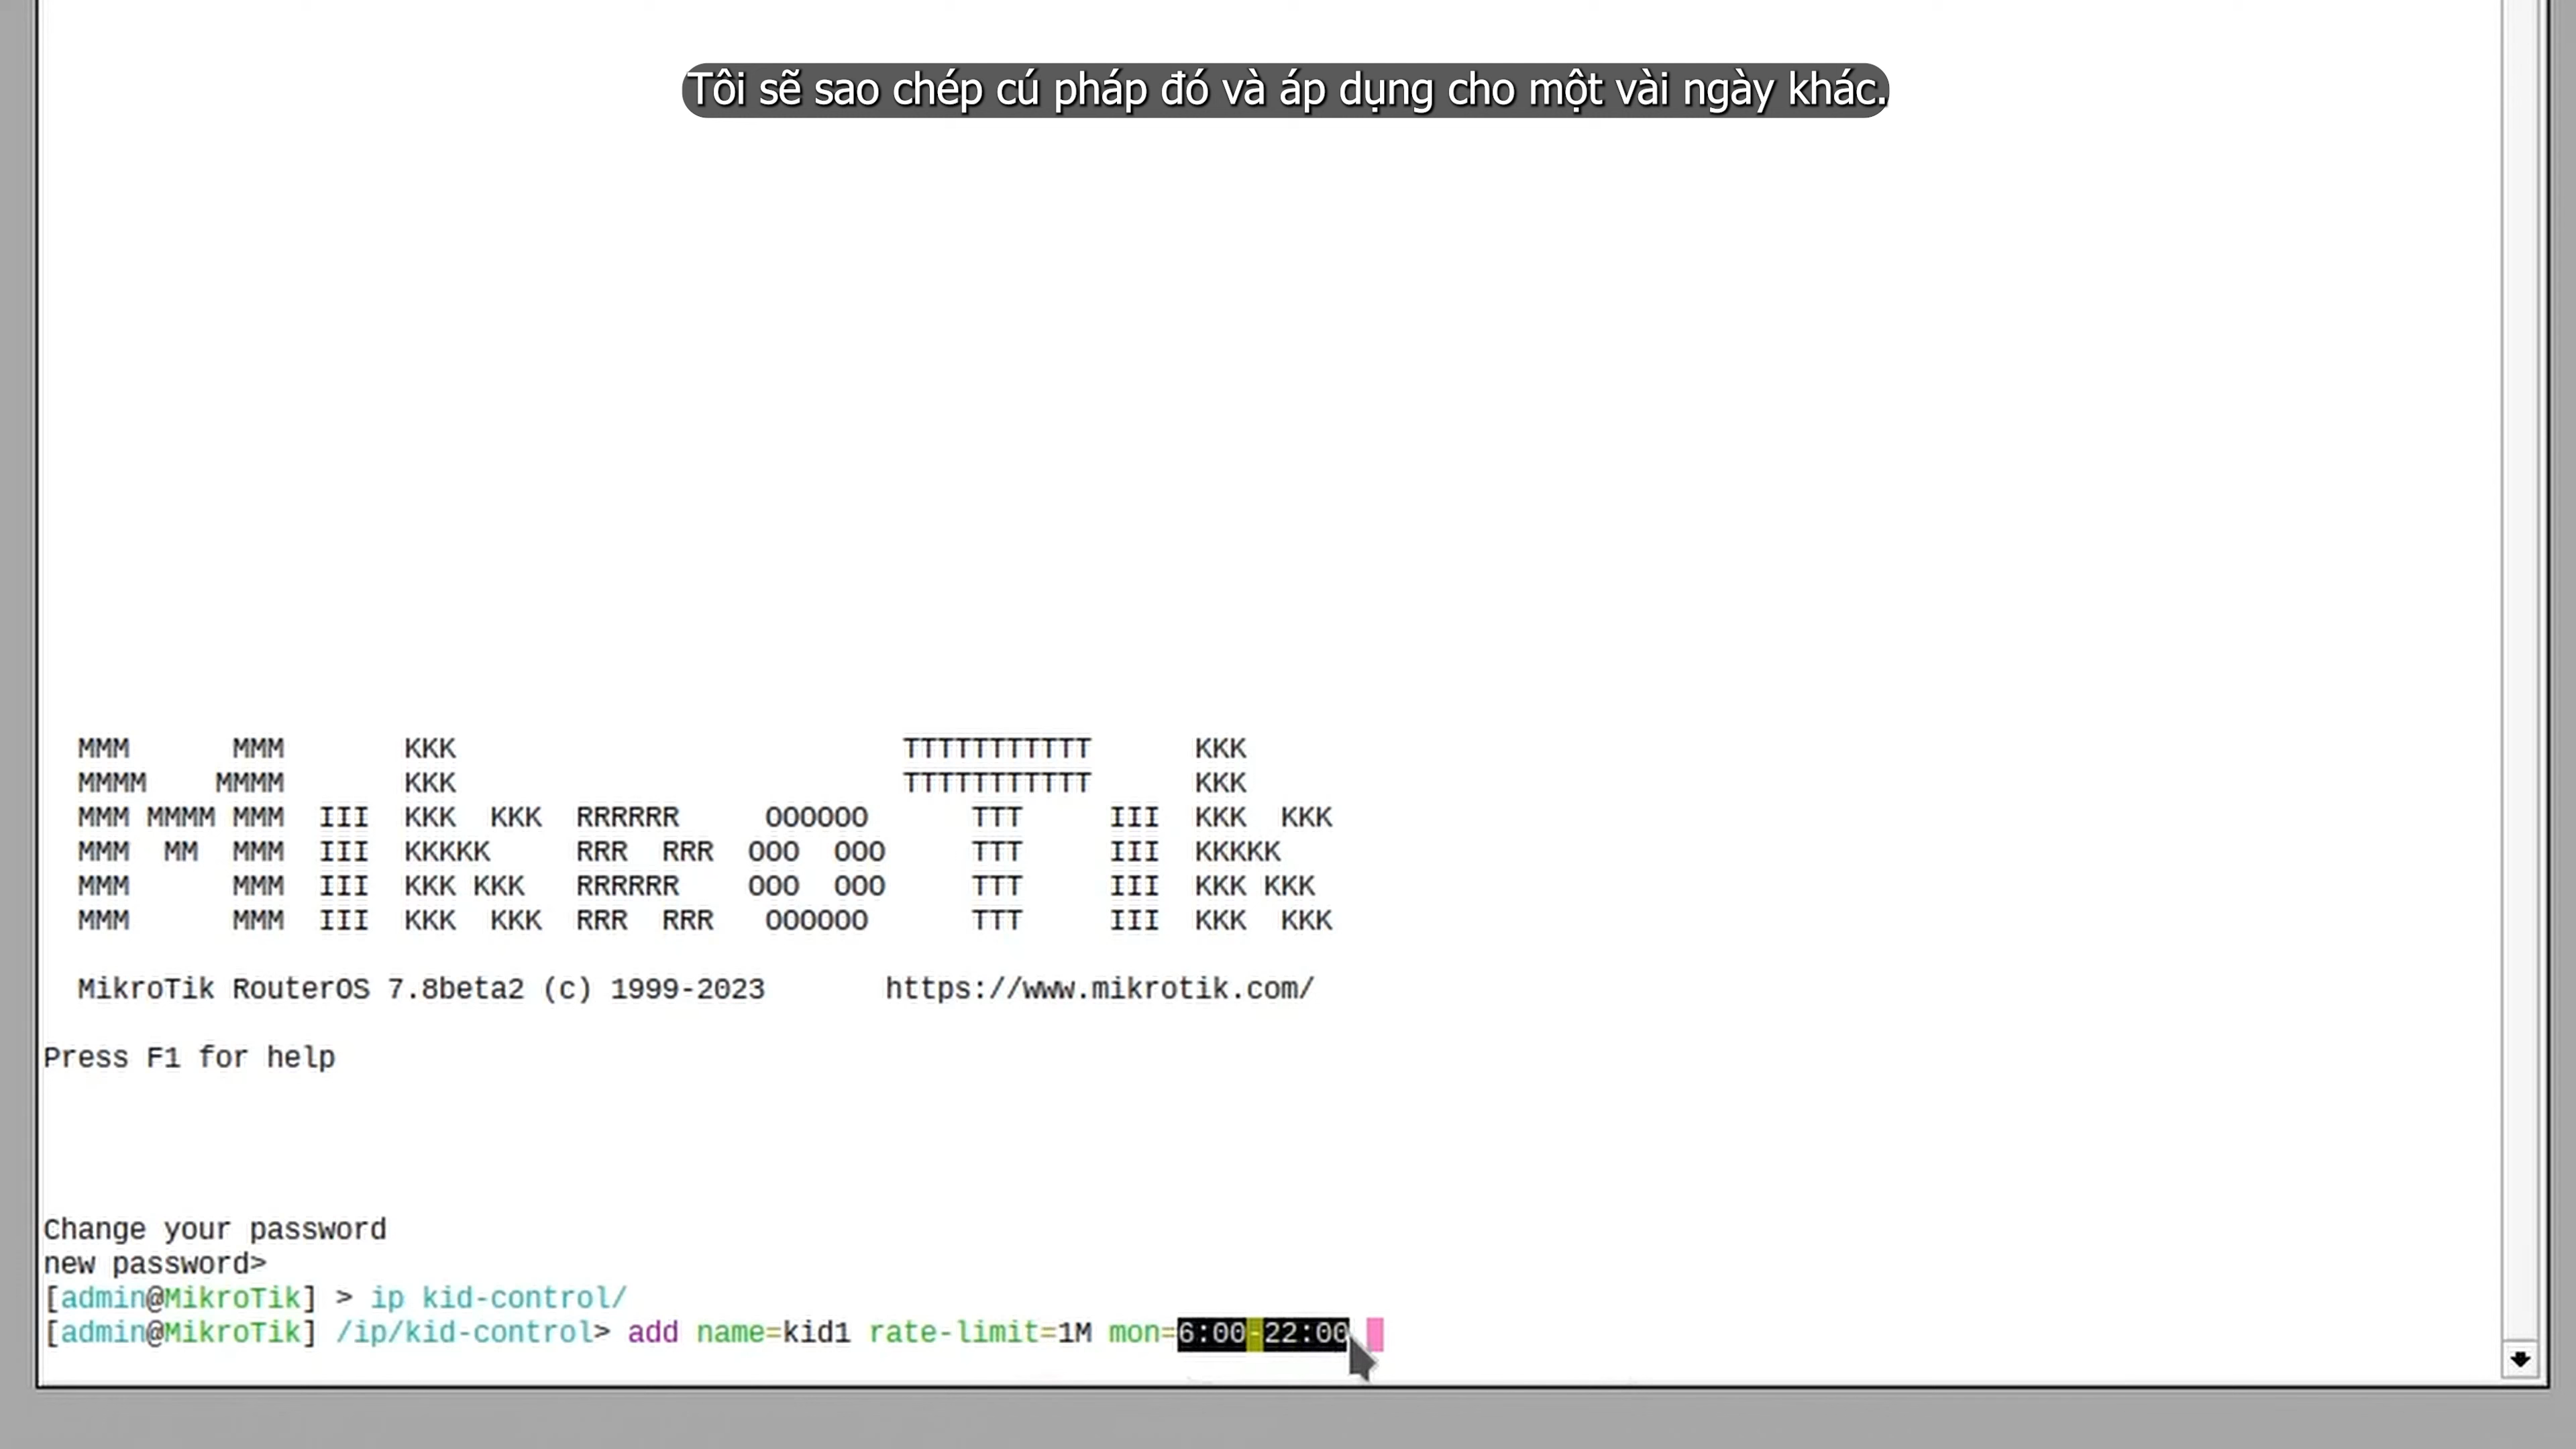 Tôi sẽ sao chép cú pháp đó và áp dụng cho một vài ngày khác.
MMM      MMM       KKK                          TTTTTTTTTTT      KKK
MMMM    MMMM       KKK                          TTTTTTTTTTT      KKK
MMM MMMM MMM  III  KKK  KKK  RRRRRR     OOOOOO      TTT     III  KKK  KKK
MMM  MM  MMM  III  KKKKK     RRR  RRR  OOO  OOO     TTT     III  KKKKK
MMM      MMM  III  KKK KKK   RRRRRR    OOO  OOO     TTT     III  KKK KKK
MMM      MMM  III  KKK  KKK  RRR  RRR   OOOOOO      TTT     III  KKK  KKK
MikroTik RouterOS 7.8beta2 (c) 1999-2023       https://www.mikrotik.com/
Press F1 for help
Change your password
new password>
[admin@MikroTik] > ip kid-control/
[admin@MikroTik] /ip/kid-control> add name=kid1 rate-limit=1M mon=6:00-22:00